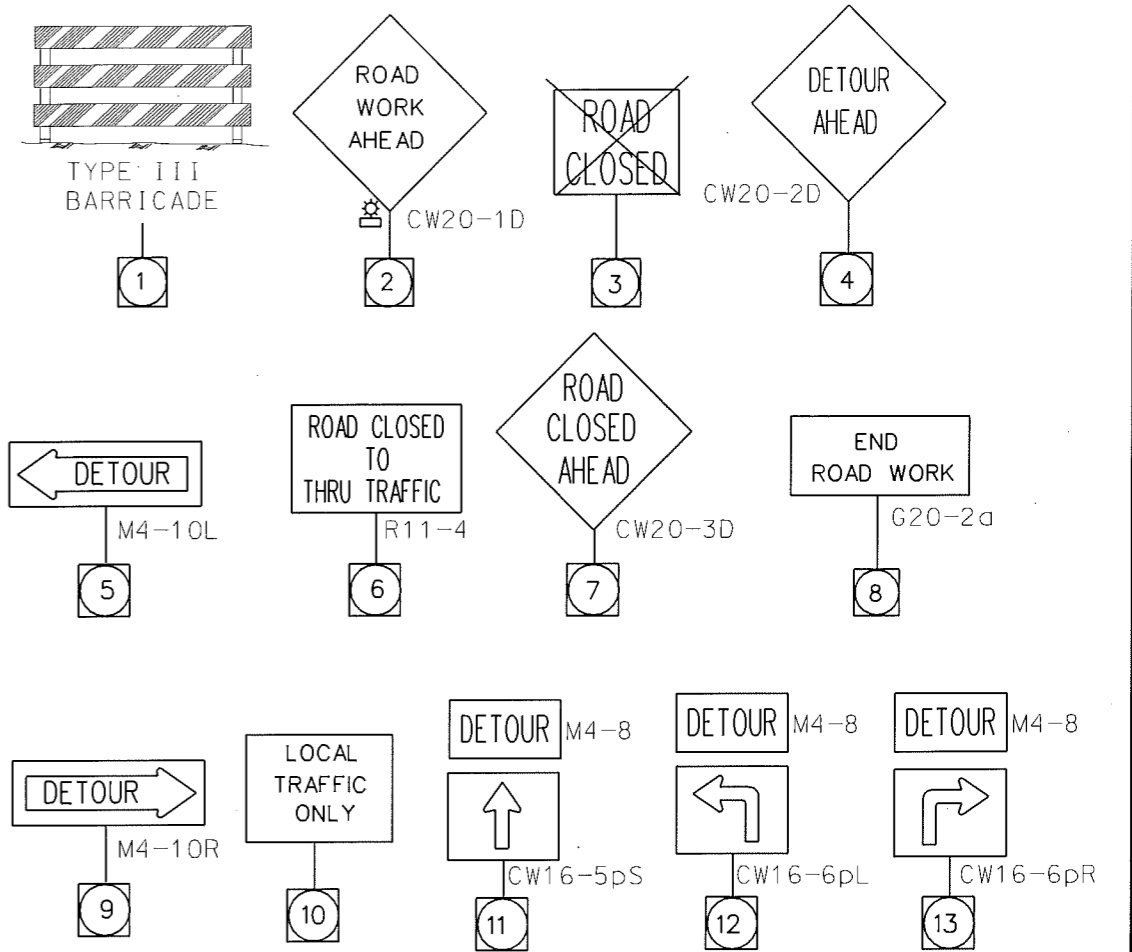 TYPE III
BARRICADE
1
ROAD
WORK
AHEAD
CW20-1D
2
ROAD
CLOSED
3
DETOUR
AHEAD
CW20-2D
4
DETOUR
M4-10L
5
ROAD CLOSED
TO
THRU TRAFFIC
R11-4
6
ROAD
CLOSED
AHEAD
CW20-3D
7
END
ROAD WORK
G20-2a
8
DETOUR
M4-10R
9
LOCAL
TRAFFIC
ONLY
10
DETOUR M4-8
CW16-5pS
11
DETOUR M4-8
CW16-6pL
12
DETOUR M4-8
CW16-6pR
13